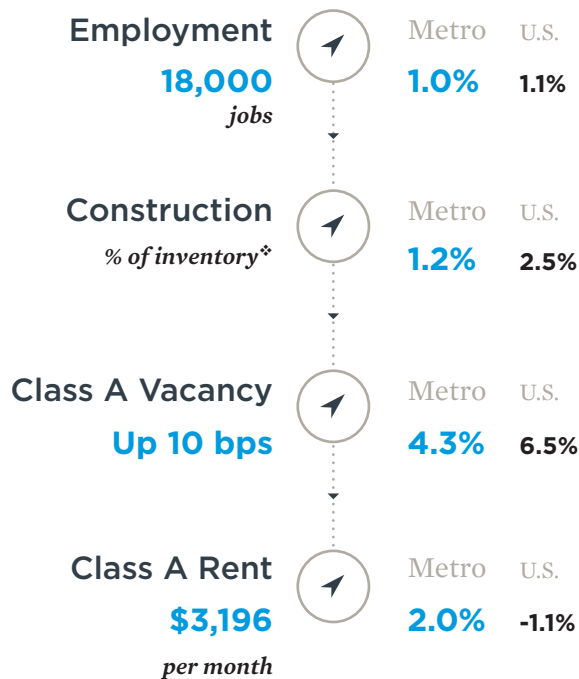 Employment Metro U.S.
18,000 1.0% 1.1%
jobs
Construction Metro U.S.
% of inventory❖ 1.2% 2.5%
Class A Vacancy Metro U.S.
Up 10 bps 4.3% 6.5%
Class A Rent Metro U.S.
$3,196 2.0% -1.1%
per month